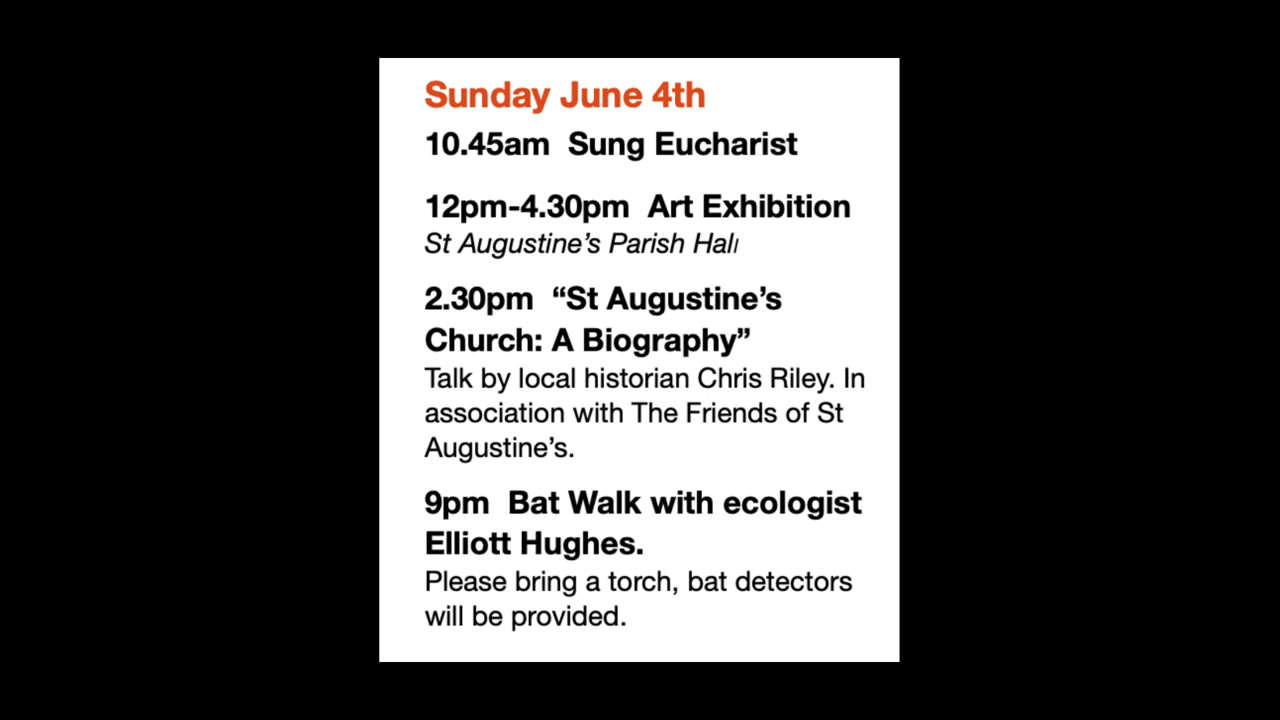 Sunday June 4th
10.45am Sung Eucharist
12pm-4.30pm Art Exhibition
St Augustine’s Parish Hall
2.30pm “St Augustine’s
Church: A Biography”
Talk by local historian Chris Riley. In
association with The Friends of St
Augustine’s.
9pm Bat Walk with ecologist
Elliott Hughes.
Please bring a torch, bat detectors
will be provided.